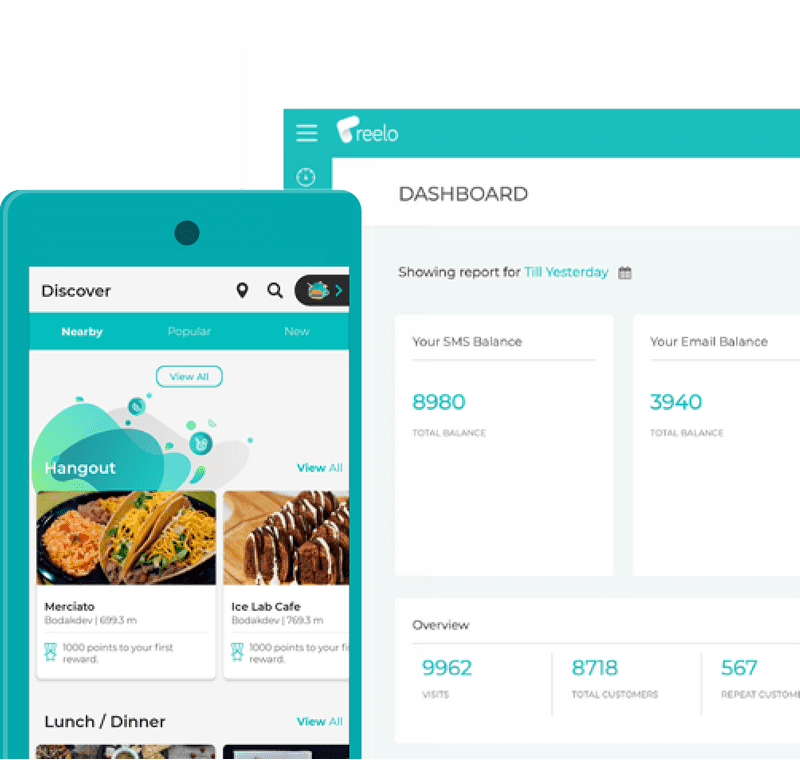 reelo
DASHBOARD
Showing report for Till Yesterday
Your SMS Balance
8980
TOTAL BALANCE
Your Email Balance
3940
TOTAL BALANCE
Overview
9962
VISITS
8718
TOTAL CUSTOMERS
567
REPEAT CUSTOME
Discover
Nearby
Popular
New
View All
Hangout
View All
Merciato
Bodakdev | 699.3 m
1000 points to your first
reward.
Ice Lab Cafe
Bodakdev | 769.3 m
1000 points to your fi
reward.
Lunch / Dinner
View All